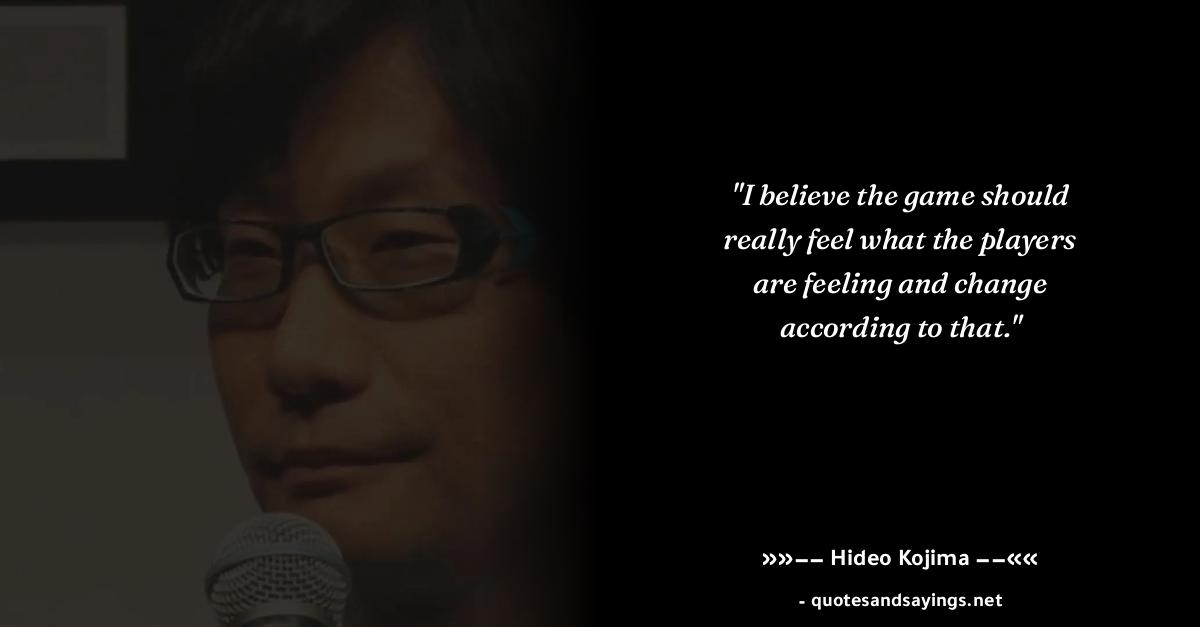 "I believe the game should
really feel what the players
are feeling and change
according to that."
»»—— Hideo Kojima ——««
- quotesandsayings.net